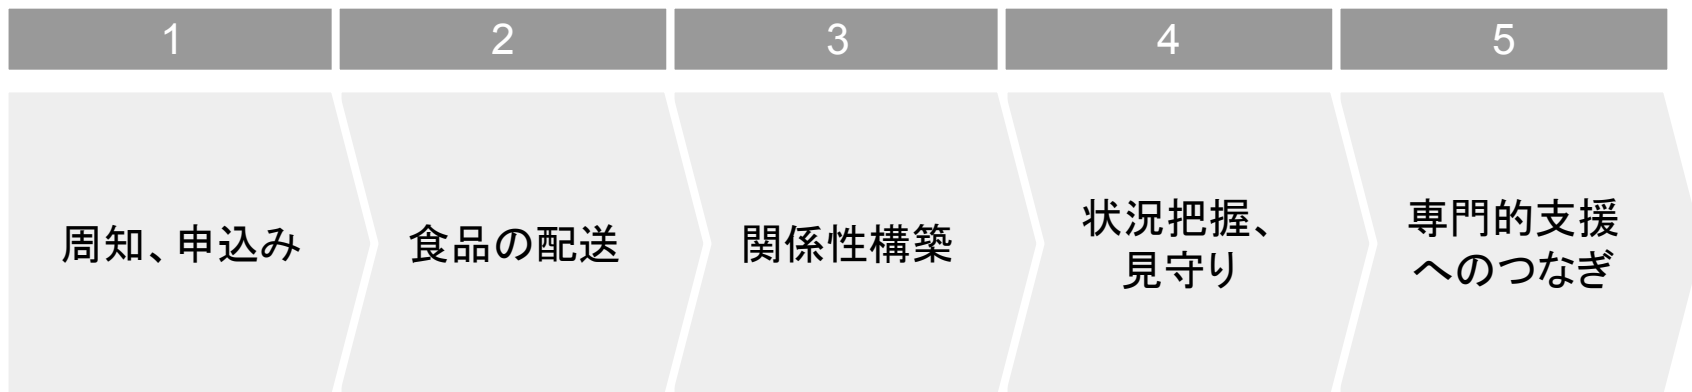 1
2
3
4
5
周知、申込み
食品の配送
関係性構築
状況把握、
見守り
専門的支援
へのつなぎ